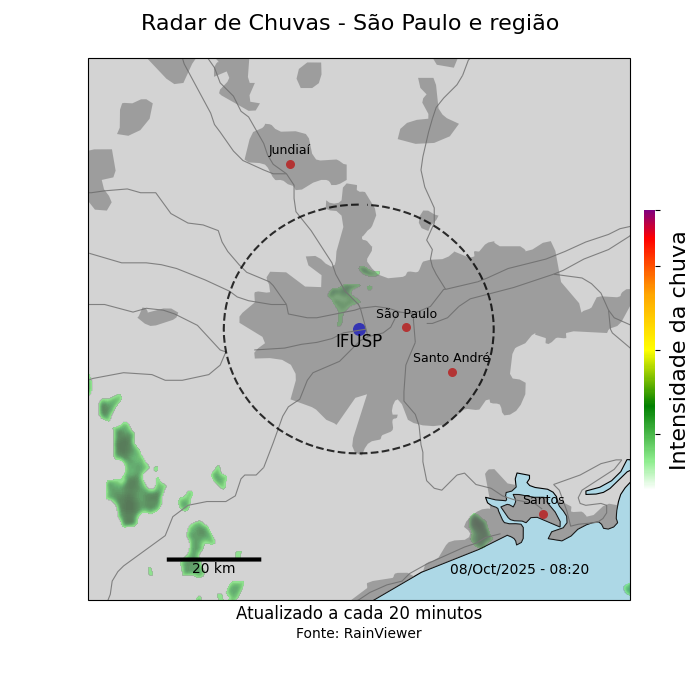 Radar de Chuvas - São Paulo e região
Jundiaí
São Paulo
IFUSP
Santo André
Santos
20 km
08/Oct/2025 - 08:20
Intensidade da chuva
Atualizado a cada 20 minutos
Fonte: RainViewer